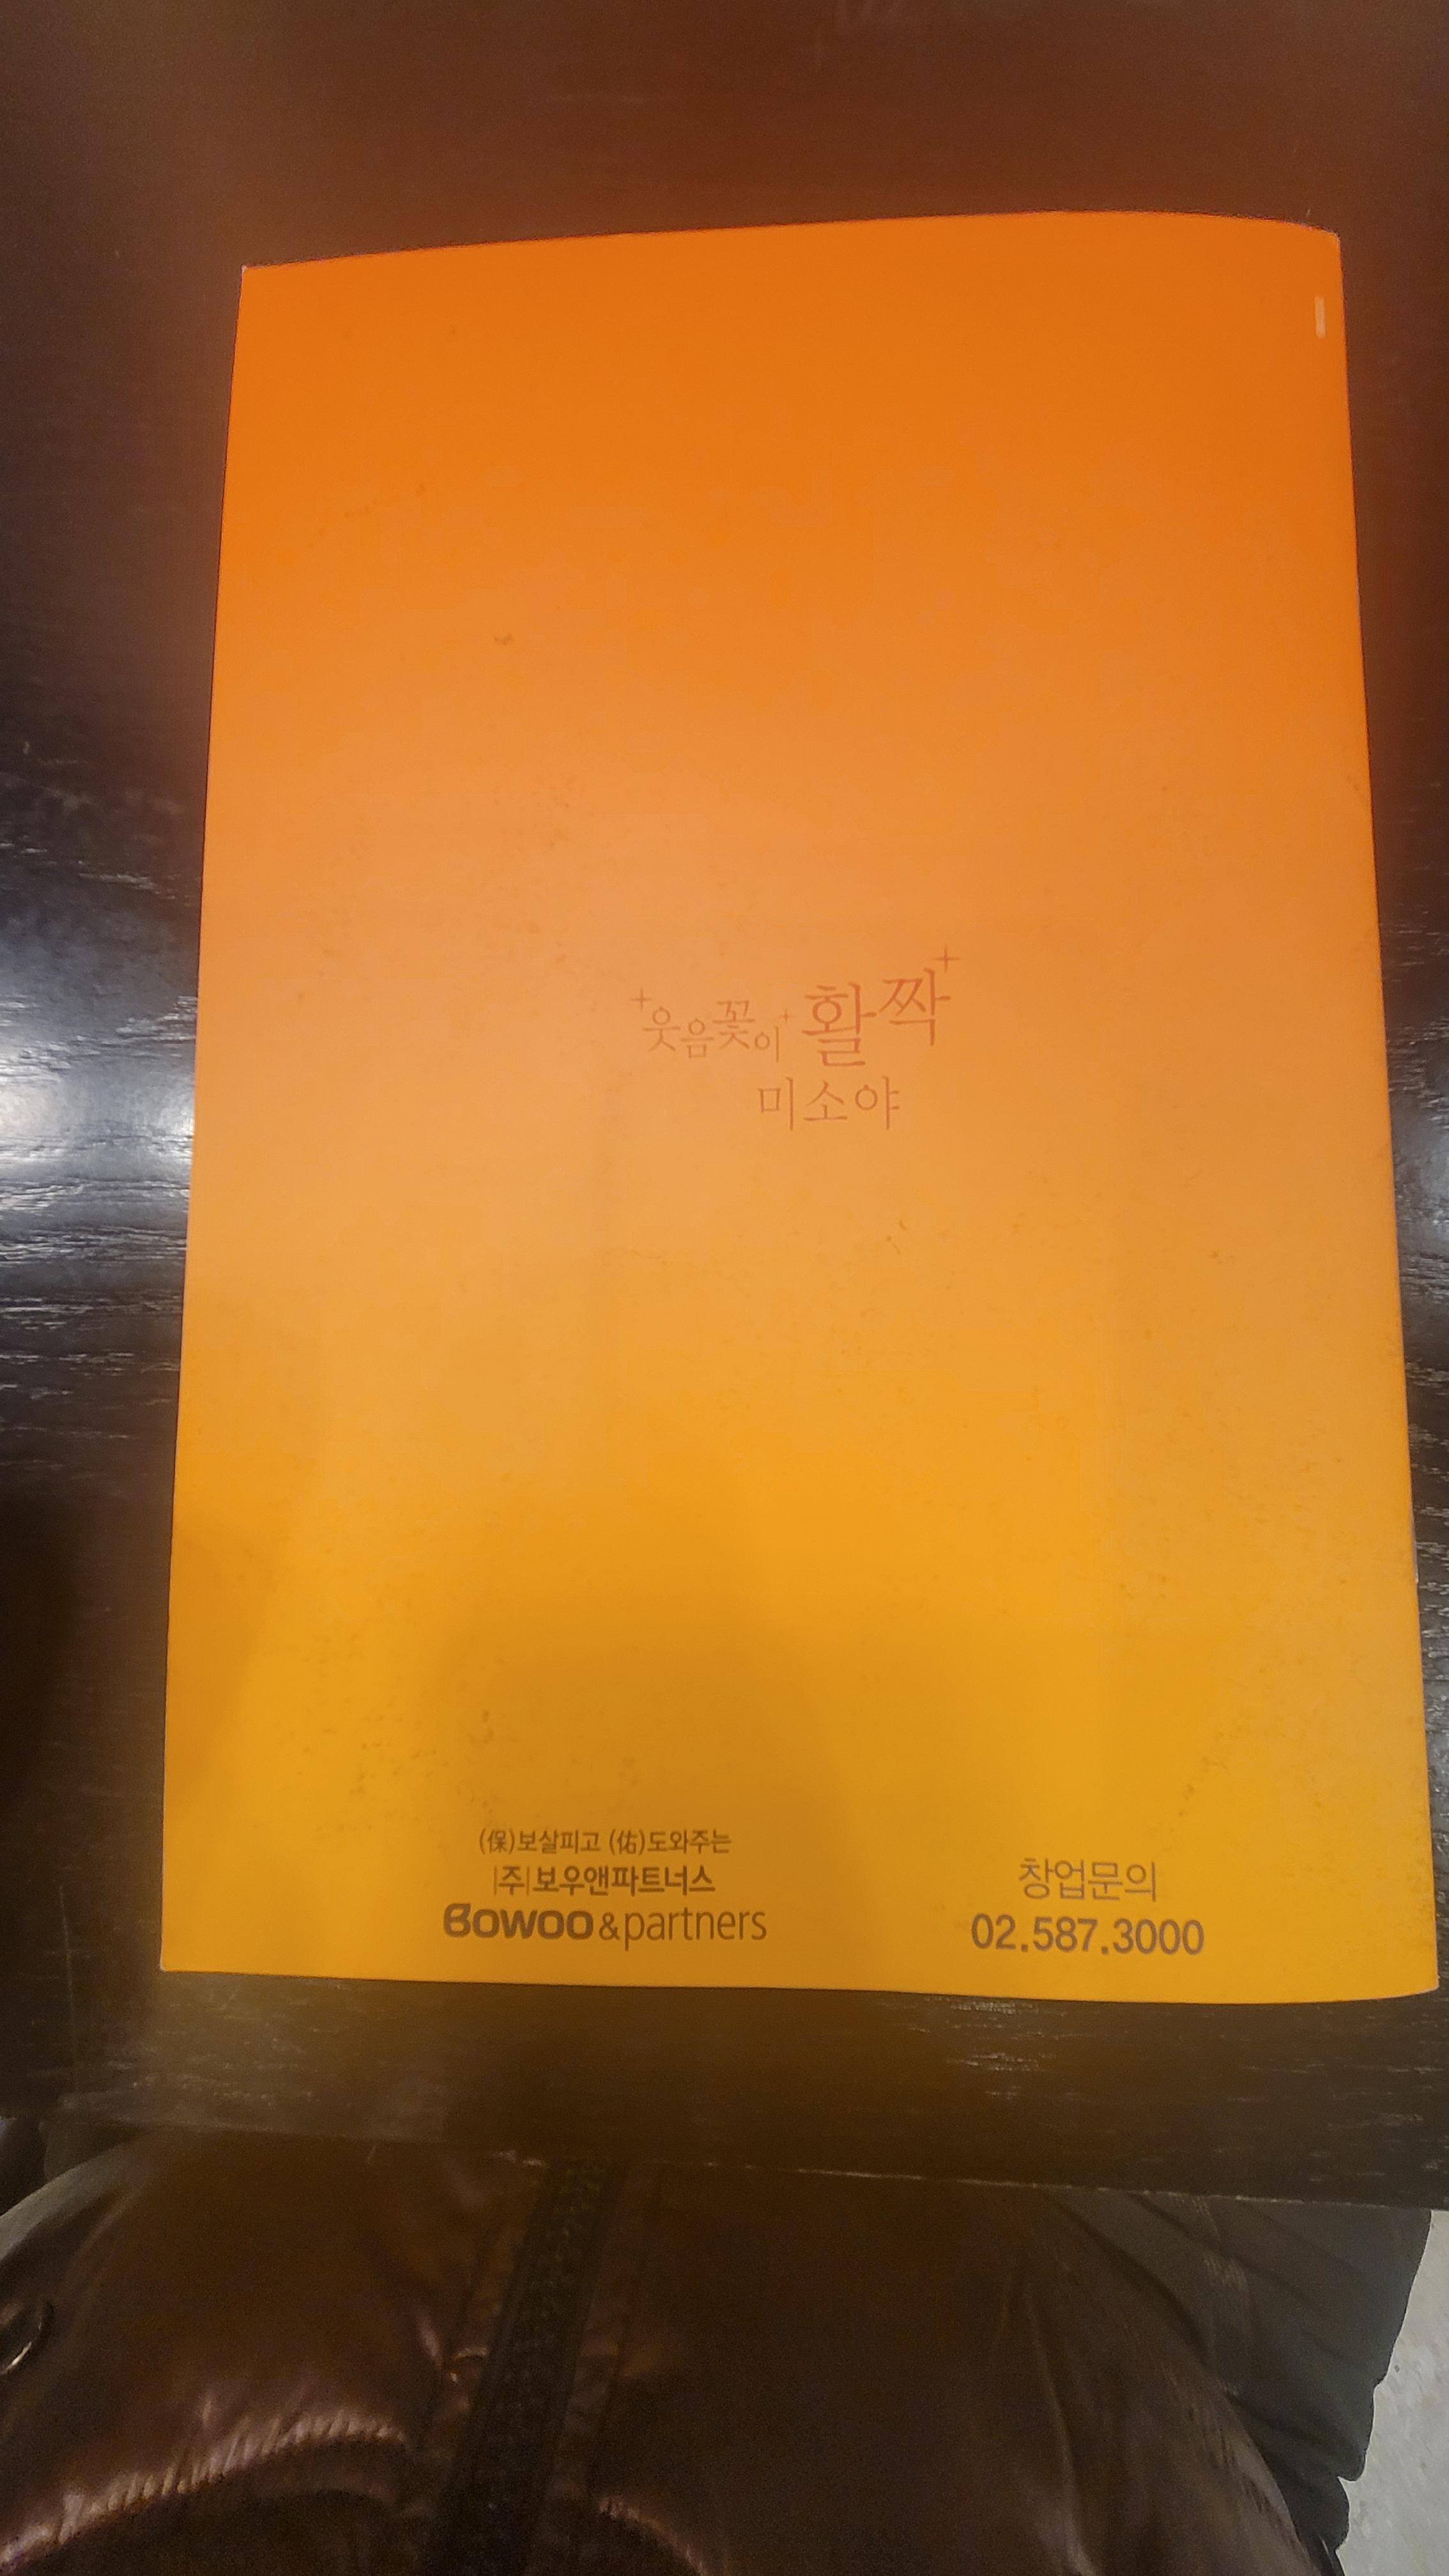 웃음꽃이 활짝
미소야
(保)보살피고 (佑)도와주는
|주|보우앤파트너스
Bowoo &partners
창업문의
02.587.3000